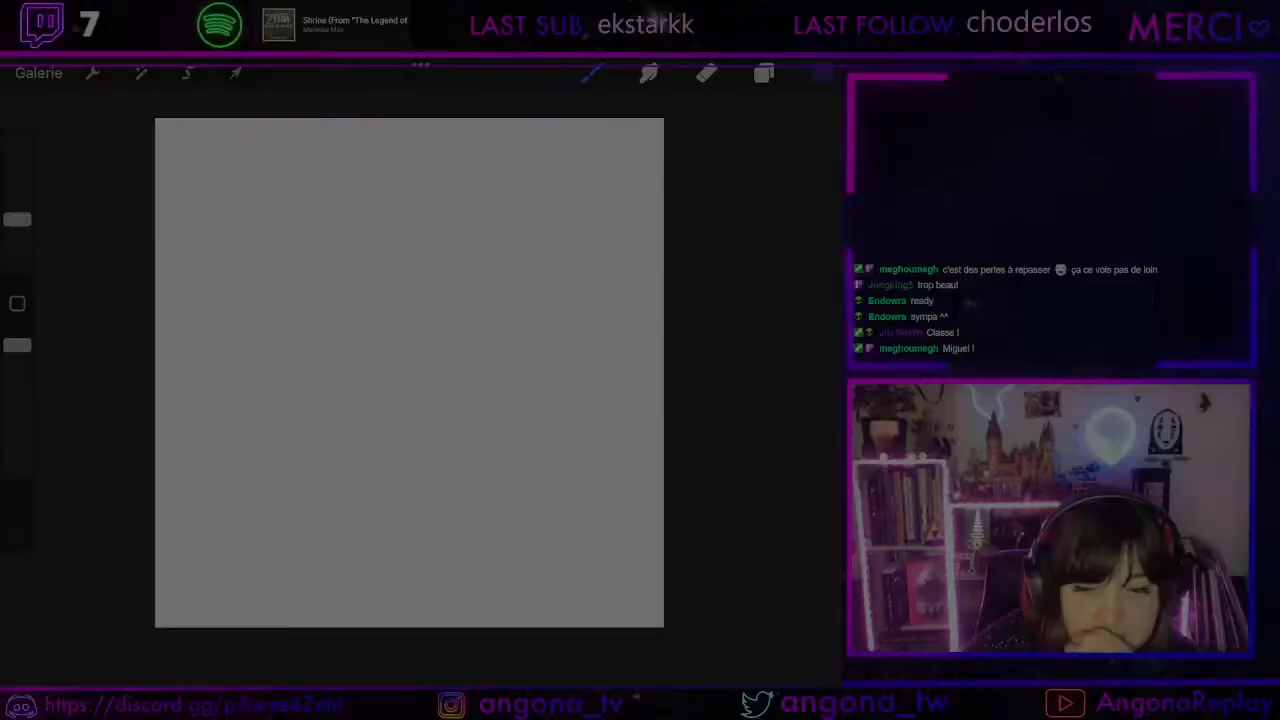 7
Shrine (From "The Legend of
LAST SUB, ekstarkk
LAST FOLLOW, choderlos
MERCI
Galerie
meghoumegh c'est des perles à repasser ça ce vois pas de loin
trop beau!
Endowra ready
Endowra sympa ^^
Classe !
meghoumegh Miguel !
angona_tv
angona_tw
AngonaReplay